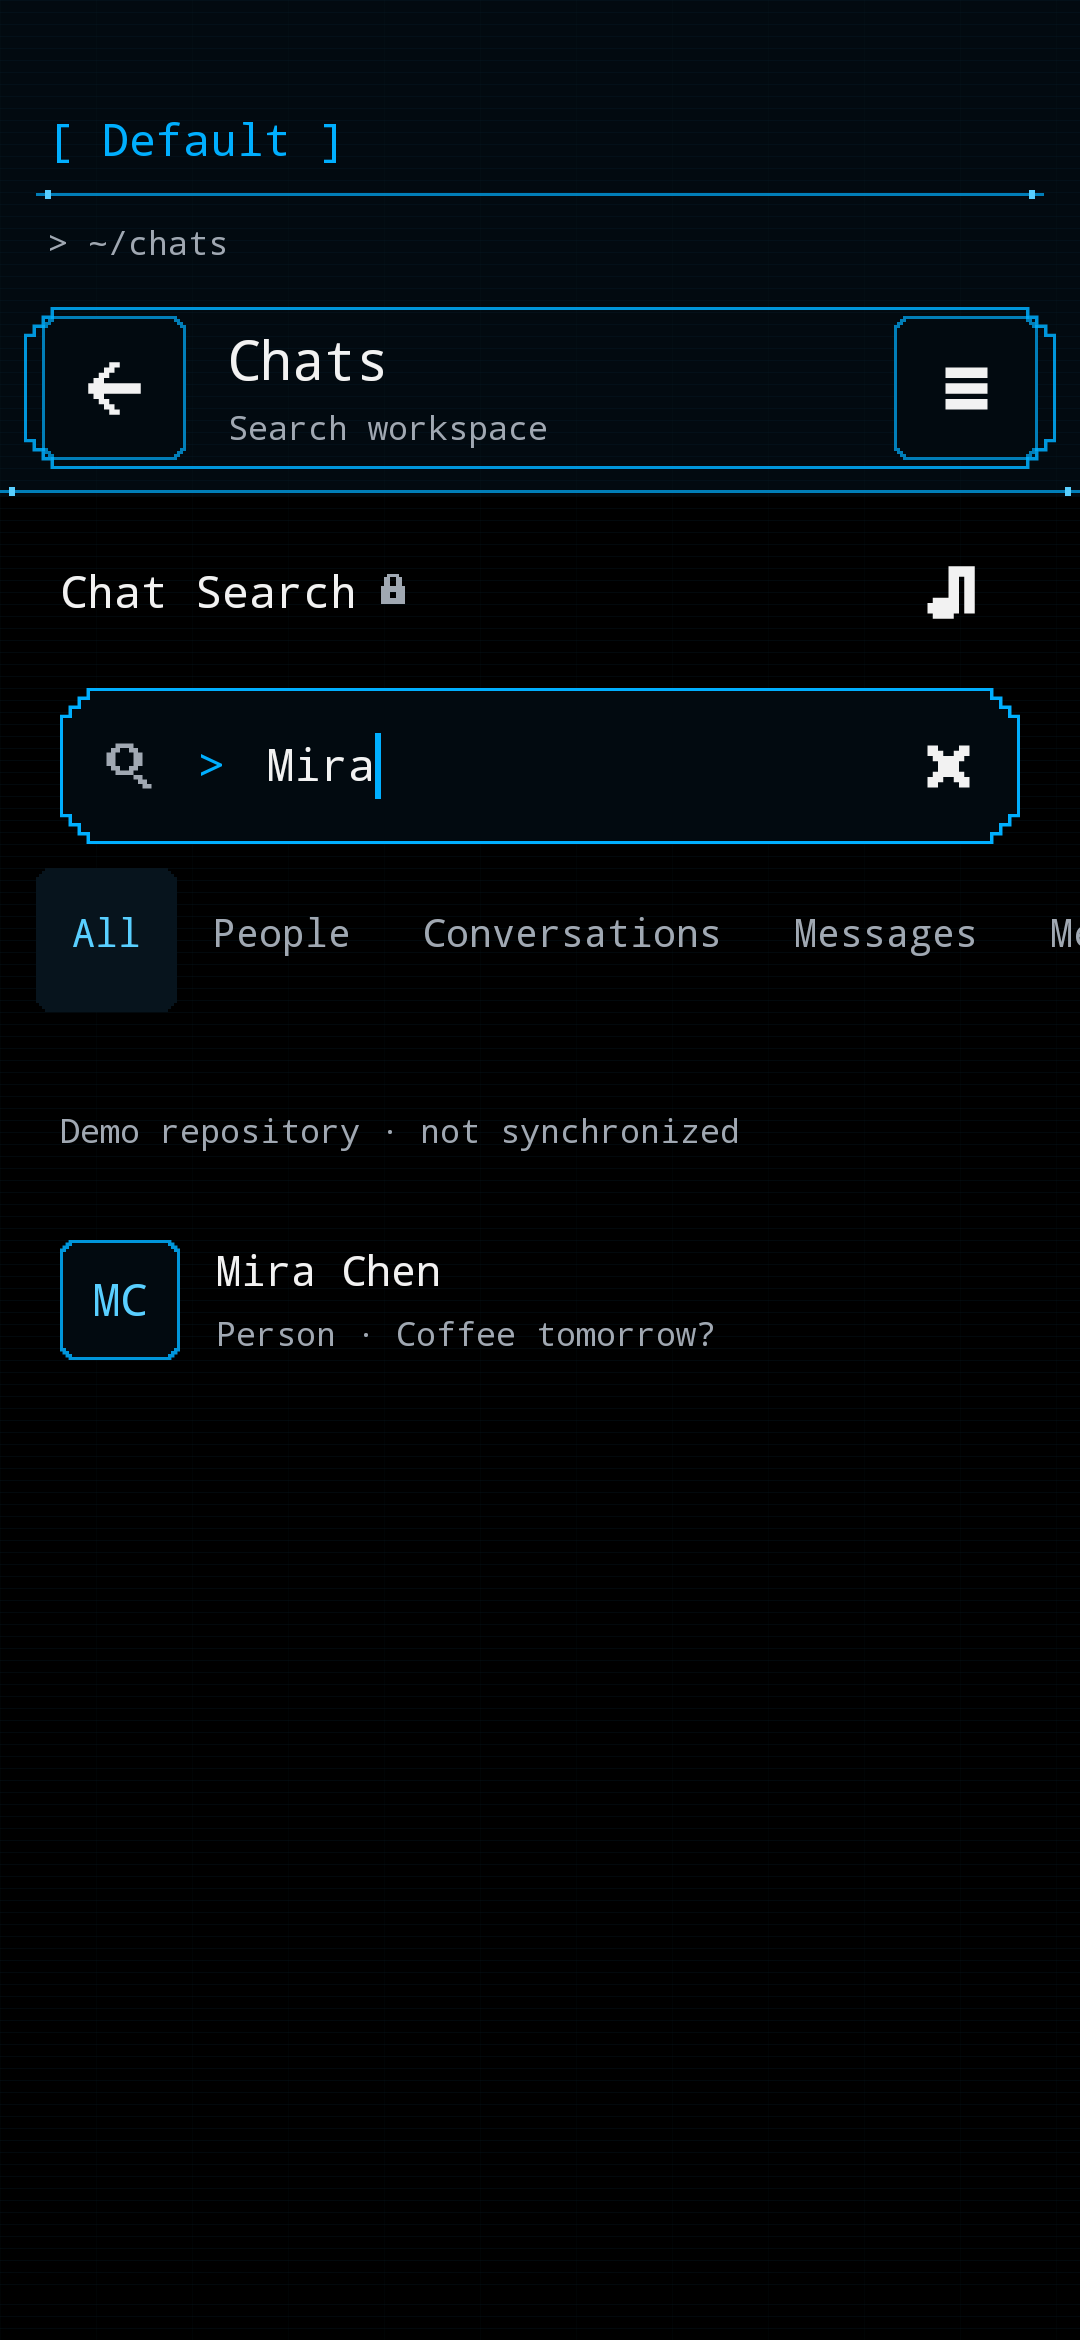 [ Default ]
> ~/chats
Chats
Search workspace
Chat Search
> Mira
All People Conversations Messages
Demo repository · not synchronized
MC
Mira Chen
Person · Coffee tomorrow?